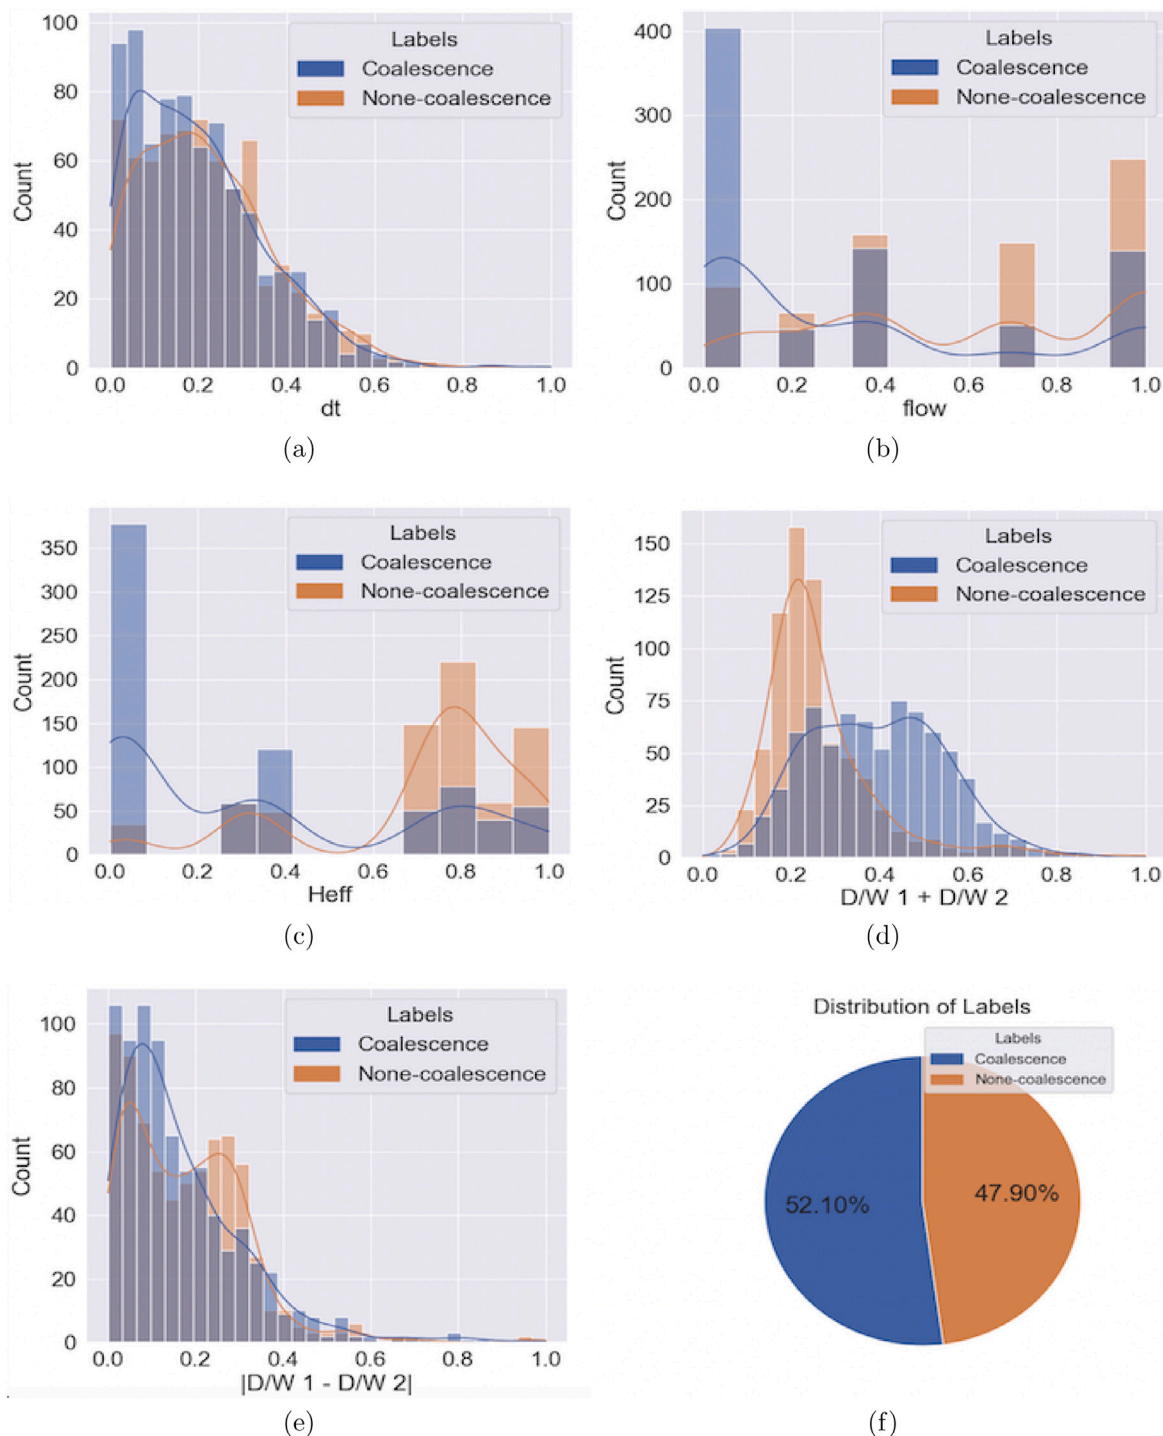 100
80
60
40
20
0
Count
Labels
Coalescence
None-coalescence
0.0 0.2 0.4 0.6 0.8 1.0
dt
(a)
400
300
200
100
0
Count
Labels
Coalescence
None-coalescence
0.0 0.2 0.4 0.6 0.8 1.0
flow
(b)
350
300
250
200
150
100
50
0
Count
Labels
Coalescence
None-coalescence
0.0 0.2 0.4 0.6 0.8 1.0
Heff
(c)
150
125
100
75
50
25
0
Count
Labels
Coalescence
None-coalescence
0.0 0.2 0.4 0.6 0.8 1.0
D/W 1 + D/W 2
(d)
100
80
60
40
20
0
Count
Labels
Coalescence
None-coalescence
0.0 0.2 0.4 0.6 0.8 1.0
|D/W 1 - D/W 2|
(e)
Distribution of Labels
Labels
Coalescence
None-coalescence
52.10%
47.90%
(f)